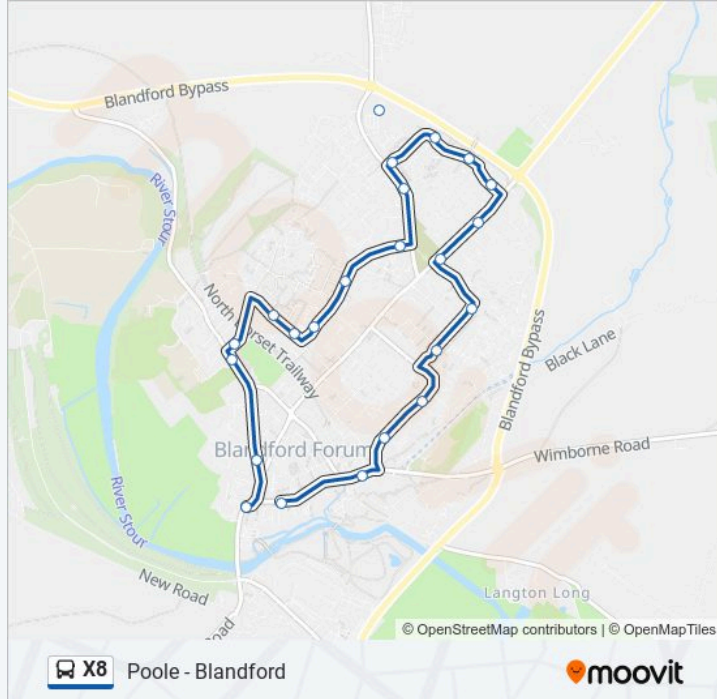 Blandford Bypass
River Stour
North Dorset Trailway
Black Lane
Blandford Bypass
Blandford Forum
Wimborne Road
River Stour
New Road
Langton Long
Road
© OpenStreetMap contributors | © OpenMapTiles
X8 Poole - Blandford
moovit